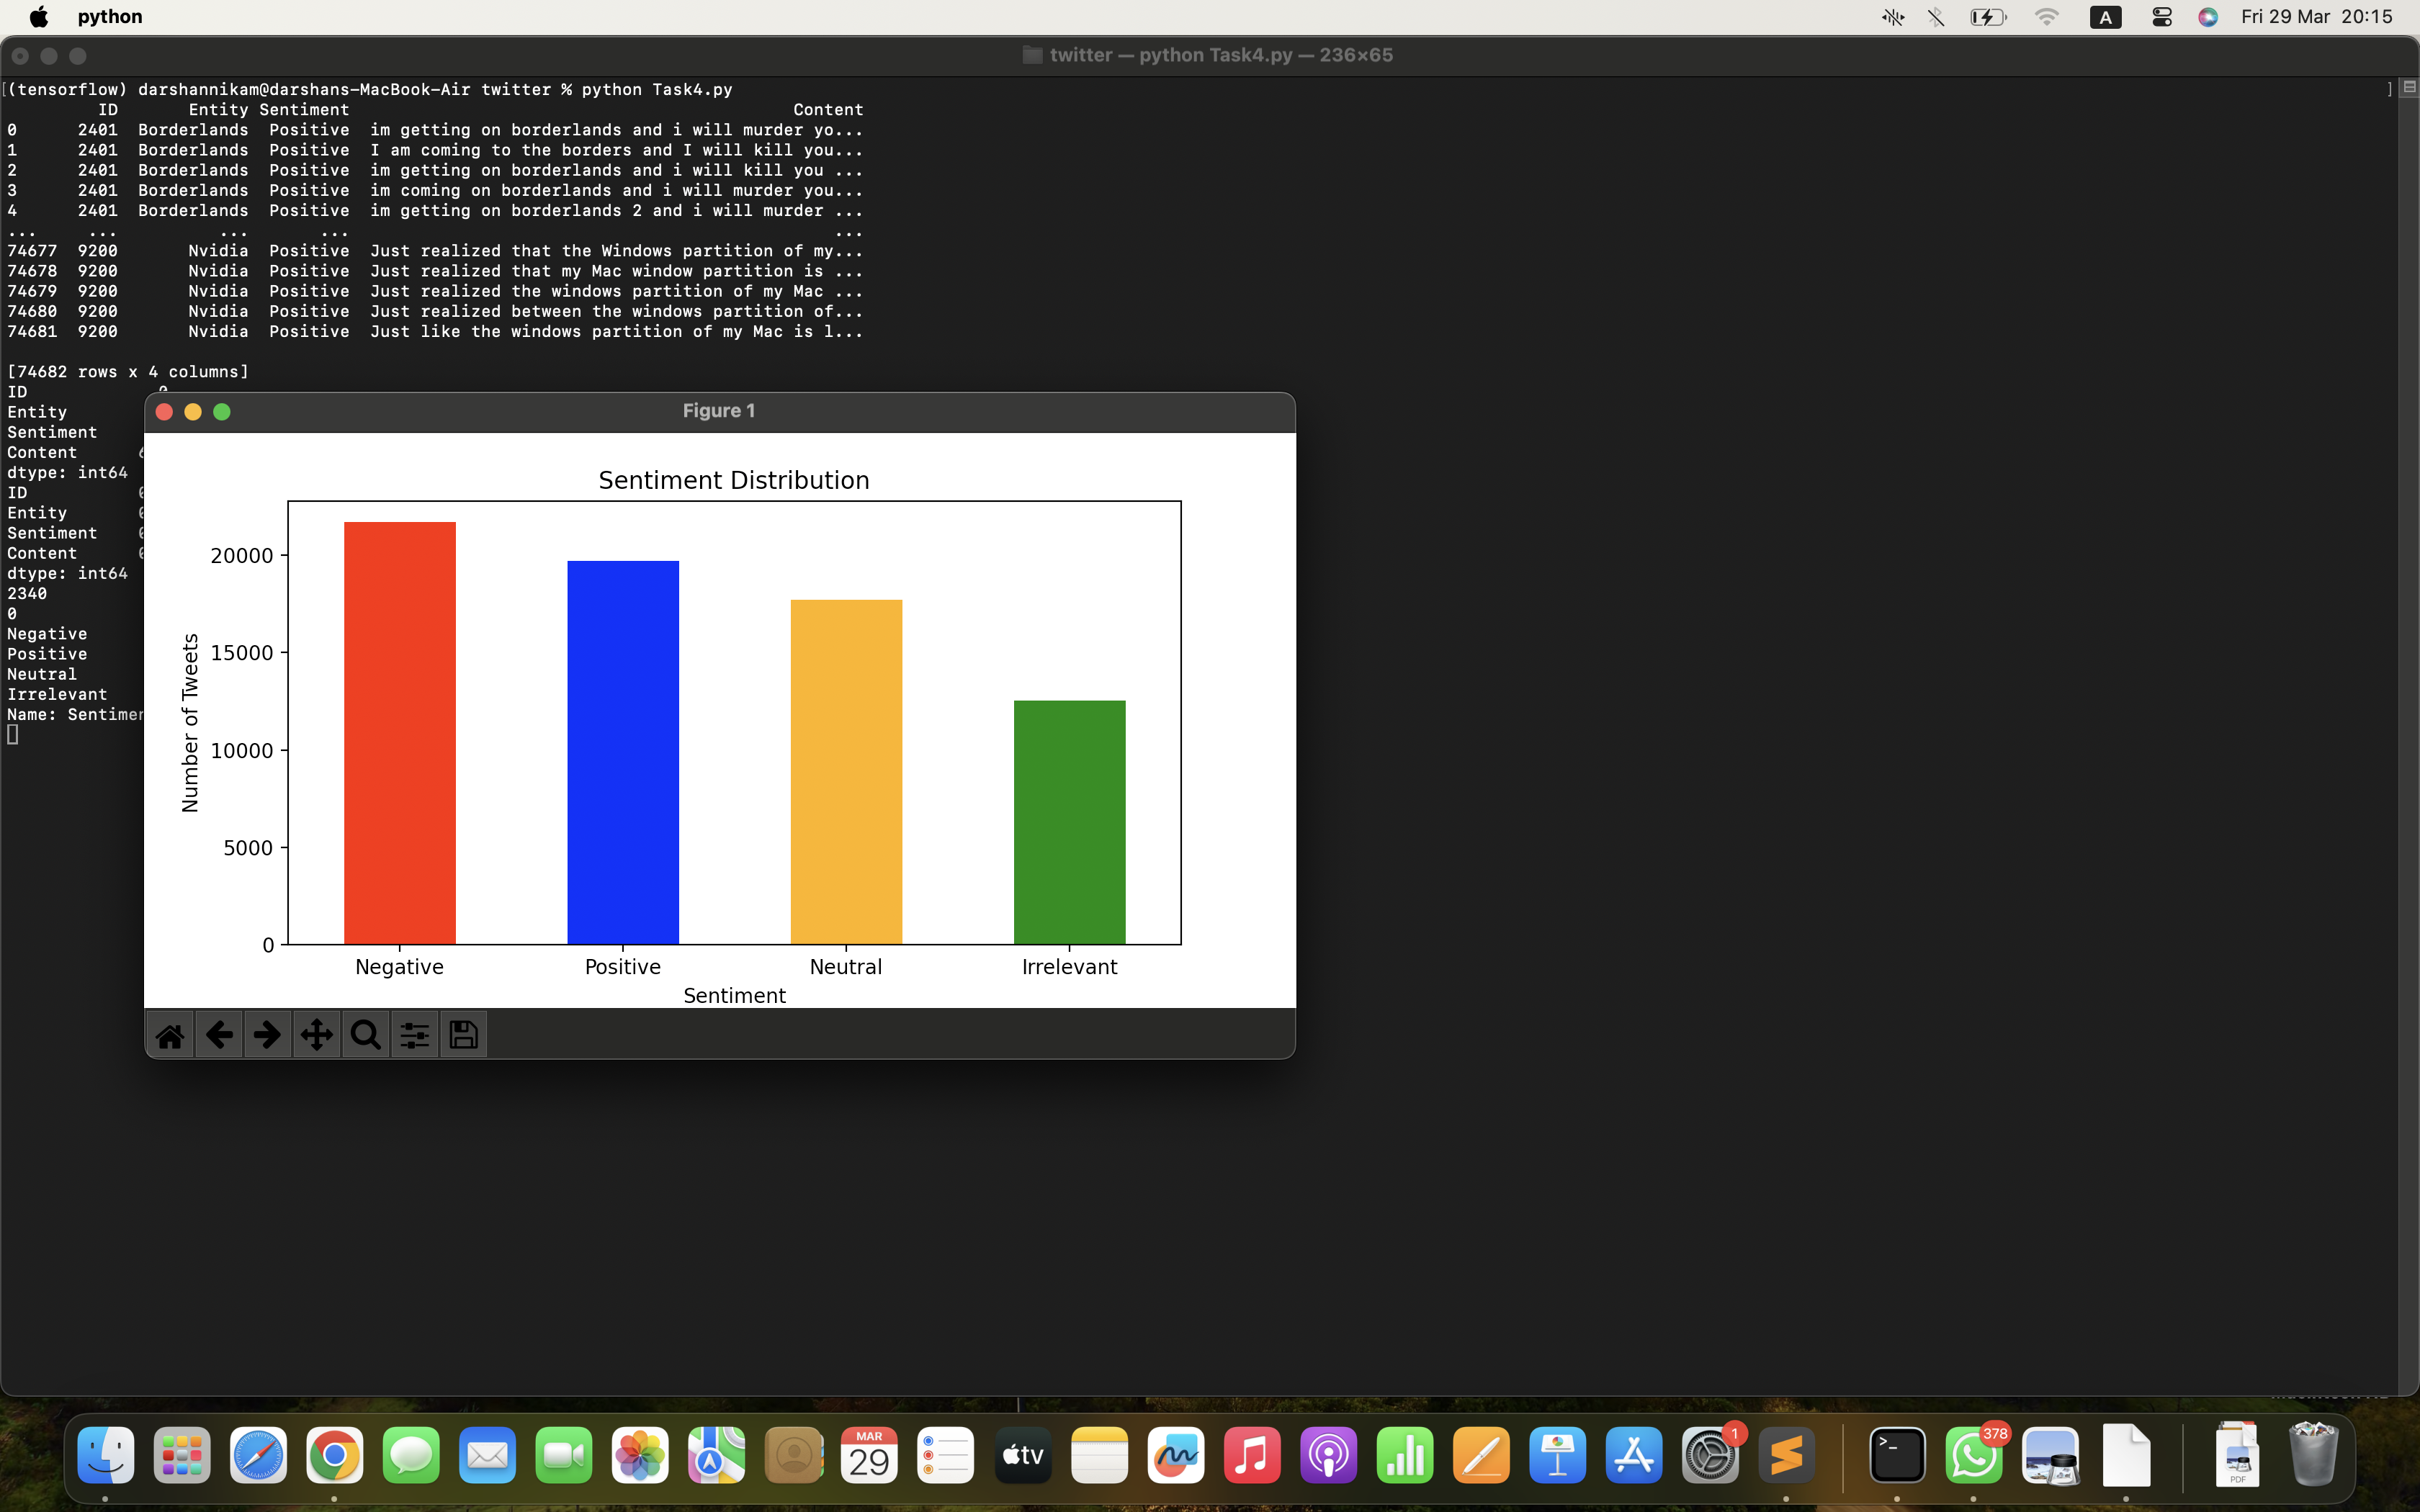 python
A
Fri 29 Mar 20:15
twitter — python Task4.py — 236×65
[(tensorflow) darshannikam@darshans-MacBook-Air twitter % python Task4.py ]
ID Entity Sentiment Content
0 2401 Borderlands Positive im getting on borderlands and i will murder yo...
1 2401 Borderlands Positive I am coming to the borders and I will kill you...
2 2401 Borderlands Positive im getting on borderlands and i will kill you ...
3 2401 Borderlands Positive im coming on borderlands and i will murder you...
4 2401 Borderlands Positive im getting on borderlands 2 and i will murder ...
... ... ... ... ...
74677 9200 Nvidia Positive Just realized that the Windows partition of my...
74678 9200 Nvidia Positive Just realized that my Mac window partition is ...
74679 9200 Nvidia Positive Just realized the windows partition of my Mac ...
74680 9200 Nvidia Positive Just realized between the windows partition of...
74681 9200 Nvidia Positive Just like the windows partition of my Mac is l...
[74682 rows x 4 columns]
ID
Entity
Sentiment
Content
dtype: int64
ID
Entity
Sentiment
Content
dtype: int64
2340
0
Negative
Positive
Neutral
Irrelevant
Name:
Figure 1
Sentiment Distribution
Number of Tweets
20000
15000
10000
5000
0
Negative Positive Neutral Irrelevant
Sentiment
MAR
29
tv
1
>_
378
PDF